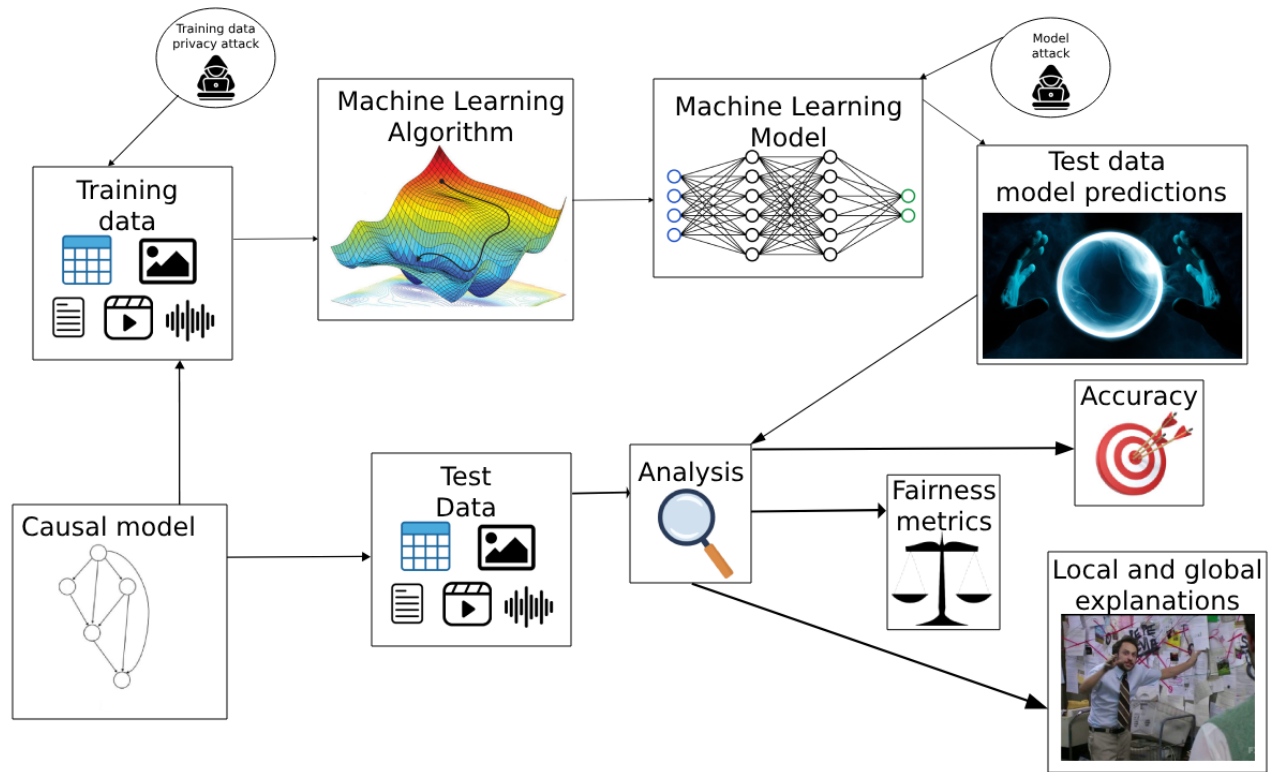 Training data
privacy attack
Model
attack
Machine Learning
Algorithm
Machine Learning
Model
Test data
model predictions
Training
data
Accuracy
Test
Data
Analysis
Fairness
metrics
Causal model
Local and global
explanations